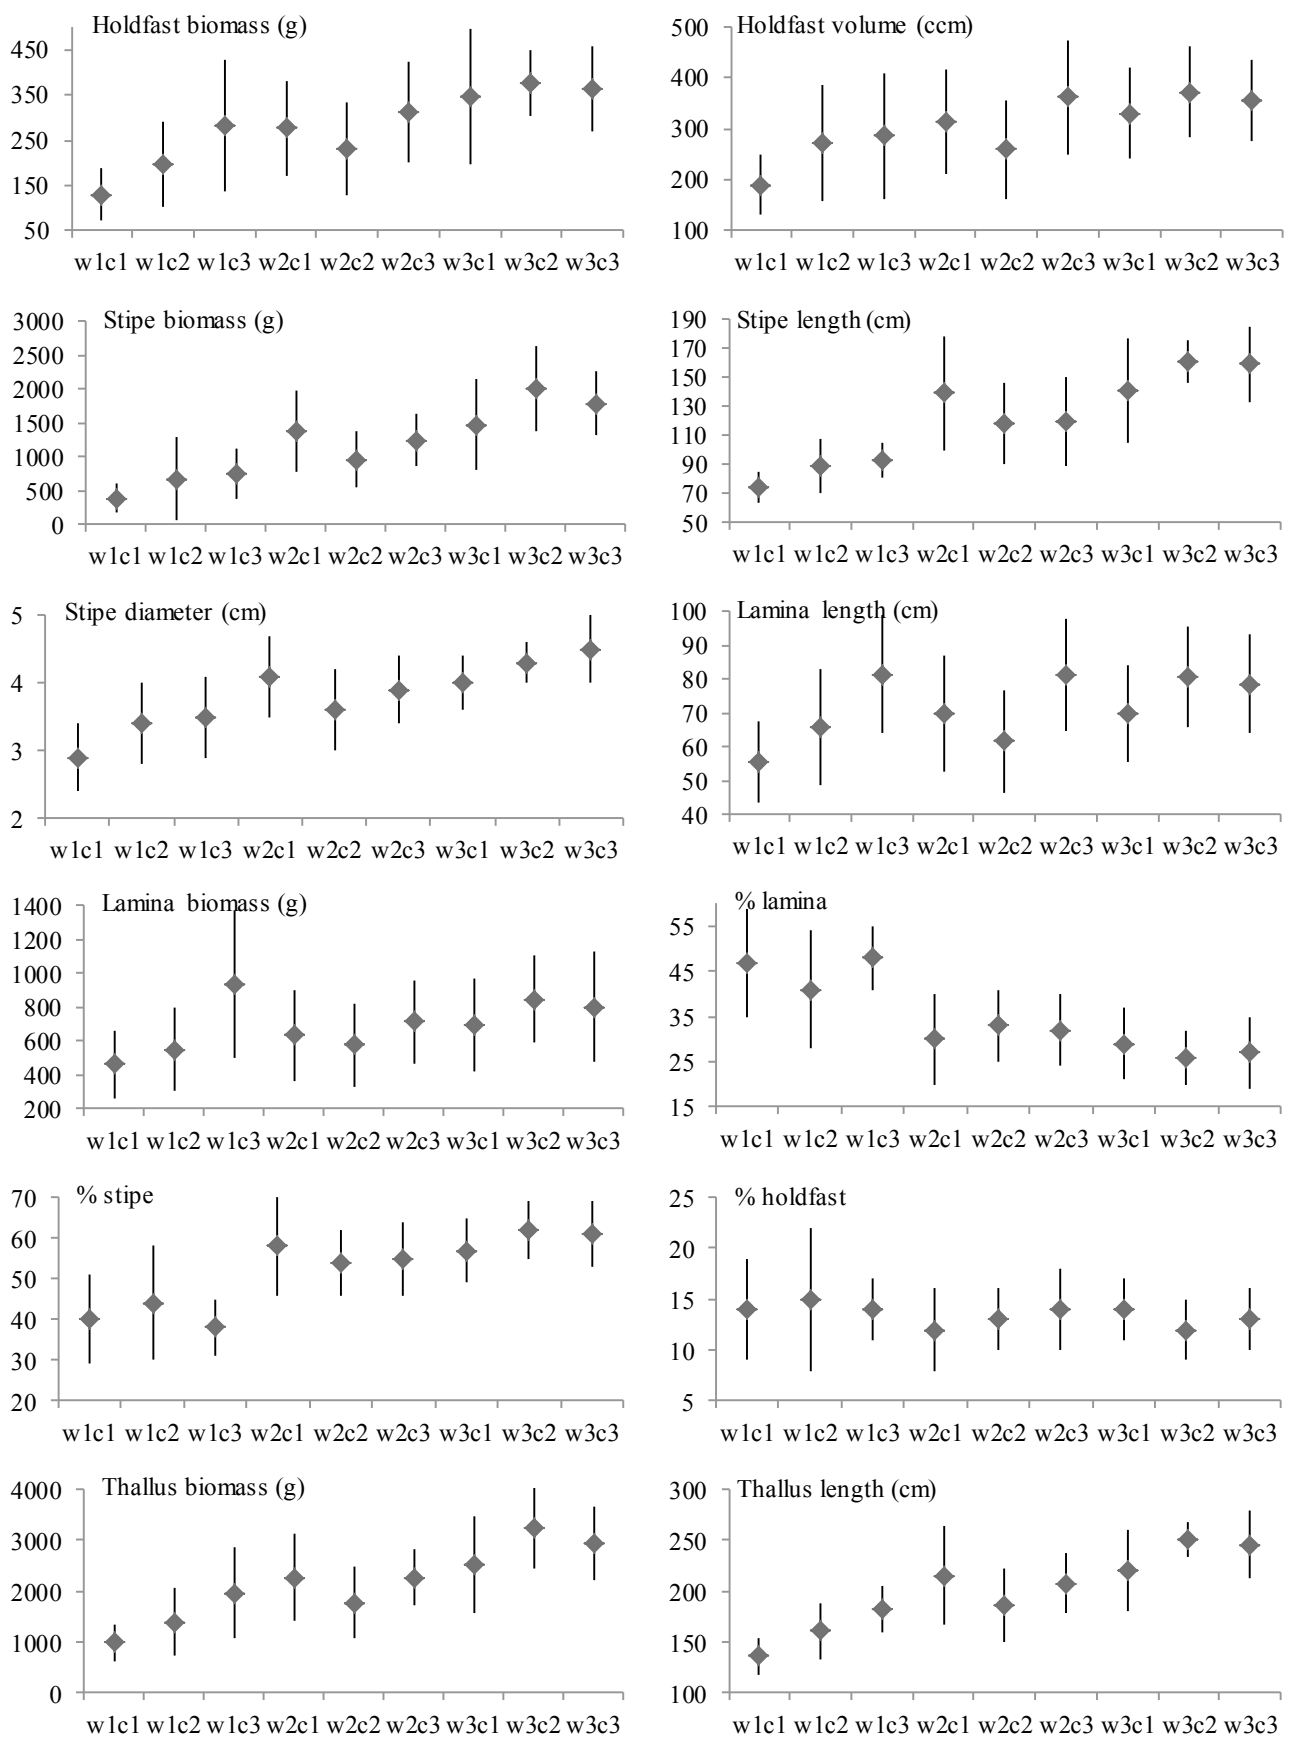 Holdfast biomass (g)
450
350
250
150
50
w1c1 w1c2 w1c3 w2c1 w2c2 w2c3 w3c1 w3c2 w3c3
Holdfast volume (ccm)
500
400
300
200
100
w1c1 w1c2 w1c3 w2c1 w2c2 w2c3 w3c1 w3c2 w3c3
Stipe biomass (g)
3000
2500
2000
1500
1000
500
0
w1c1 w1c2 w1c3 w2c1 w2c2 w2c3 w3c1 w3c2 w3c3
Stipe length (cm)
190
170
150
130
110
90
70
50
w1c1 w1c2 w1c3 w2c1 w2c2 w2c3 w3c1 w3c2 w3c3
Stipe diameter (cm)
5
4
3
2
w1c1 w1c2 w1c3 w2c1 w2c2 w2c3 w3c1 w3c2 w3c3
Lamina length (cm)
100
90
80
70
60
50
40
w1c1 w1c2 w1c3 w2c1 w2c2 w2c3 w3c1 w3c2 w3c3
Lamina biomass (g)
1400
1200
1000
800
600
400
200
w1c1 w1c2 w1c3 w2c1 w2c2 w2c3 w3c1 w3c2 w3c3
% lamina
55
45
35
25
15
w1c1 w1c2 w1c3 w2c1 w2c2 w2c3 w3c1 w3c2 w3c3
% stipe
70
60
50
40
30
20
w1c1 w1c2 w1c3 w2c1 w2c2 w2c3 w3c1 w3c2 w3c3
% holdfast
25
20
15
10
5
w1c1 w1c2 w1c3 w2c1 w2c2 w2c3 w3c1 w3c2 w3c3
Thallus biomass (g)
4000
3000
2000
1000
0
w1c1 w1c2 w1c3 w2c1 w2c2 w2c3 w3c1 w3c2 w3c3
Thallus length (cm)
300
250
200
150
100
w1c1 w1c2 w1c3 w2c1 w2c2 w2c3 w3c1 w3c2 w3c3